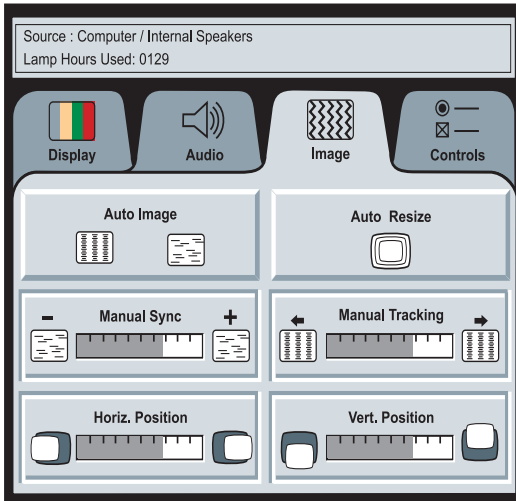 Source : Computer / Internal Speakers
Lamp Hours Used: 0129
Display
Audio
Image
Controls
Auto Image
Auto Resize
- Manual Sync +
Manual Tracking
Horiz. Position
Vert. Position